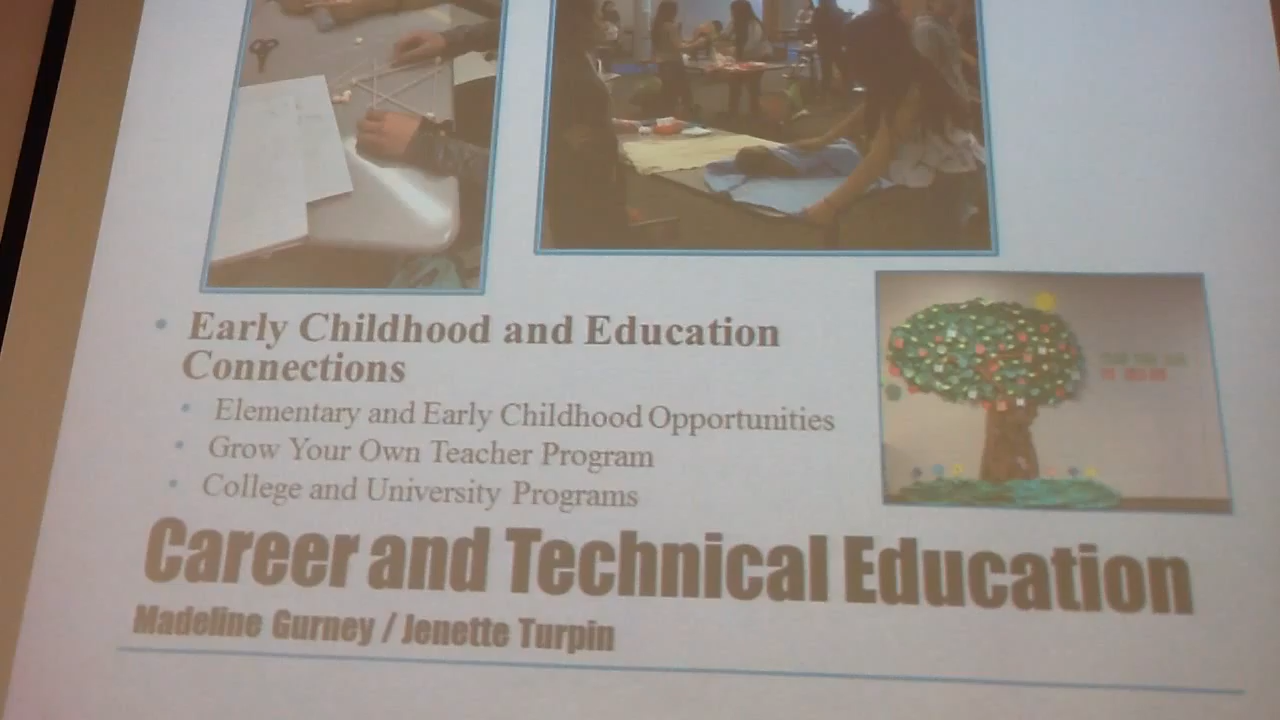 Early Childhood and Education
Connections
Elementary and Early Childhood Opportunities
Grow Your Own Teacher Program
College and University Programs
Career and Technical Education
Madeline Gurney / Jenette Turpin